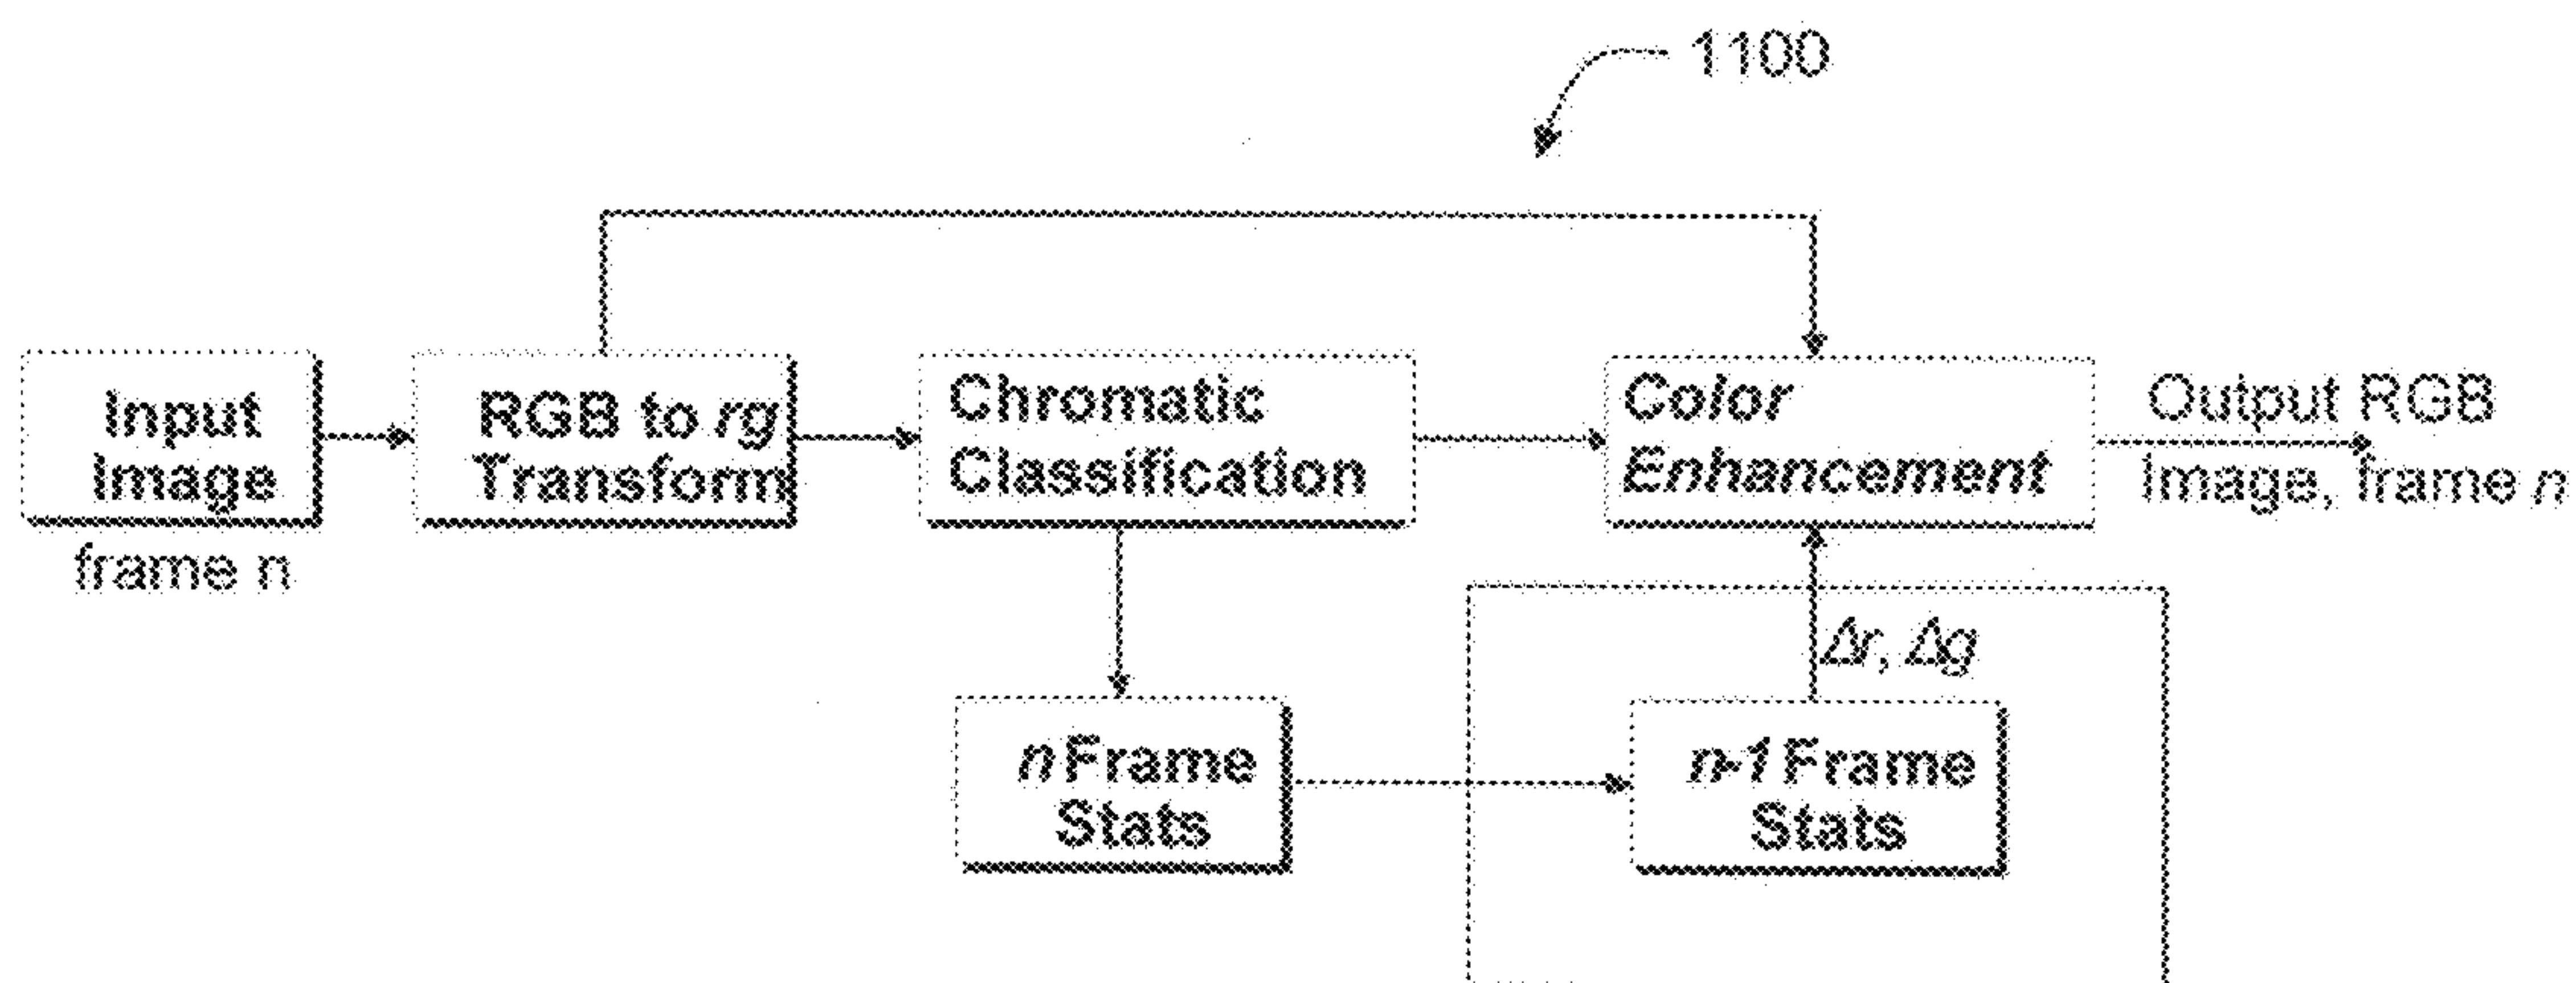 1100
Input
Image
frame n
RGB to rg
Transform
Chromatic
Classification
Color
Enhancement
Output RGB
Image, frame n
Δr, Δg
n Frame
Stats
n-1 Frame
Stats